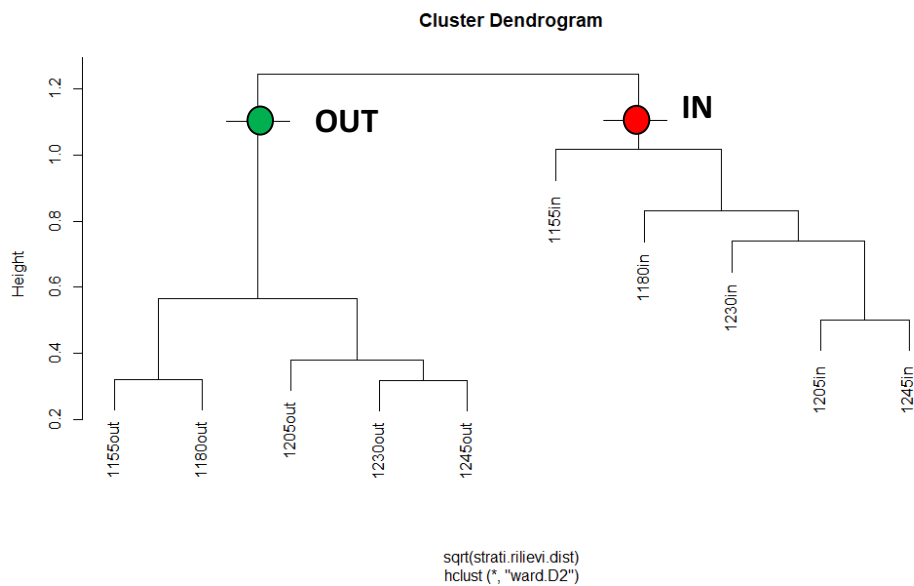 Cluster Dendrogram
OUT
IN
Height
1.2
1.0
0.8
0.6
0.4
0.2
1155out
1180out
1205out
1230out
1245out
1155in
1180in
1230in
1205in
1245in
sqrt(strati.rilievi.dist)
hclust (*, "ward.D2")